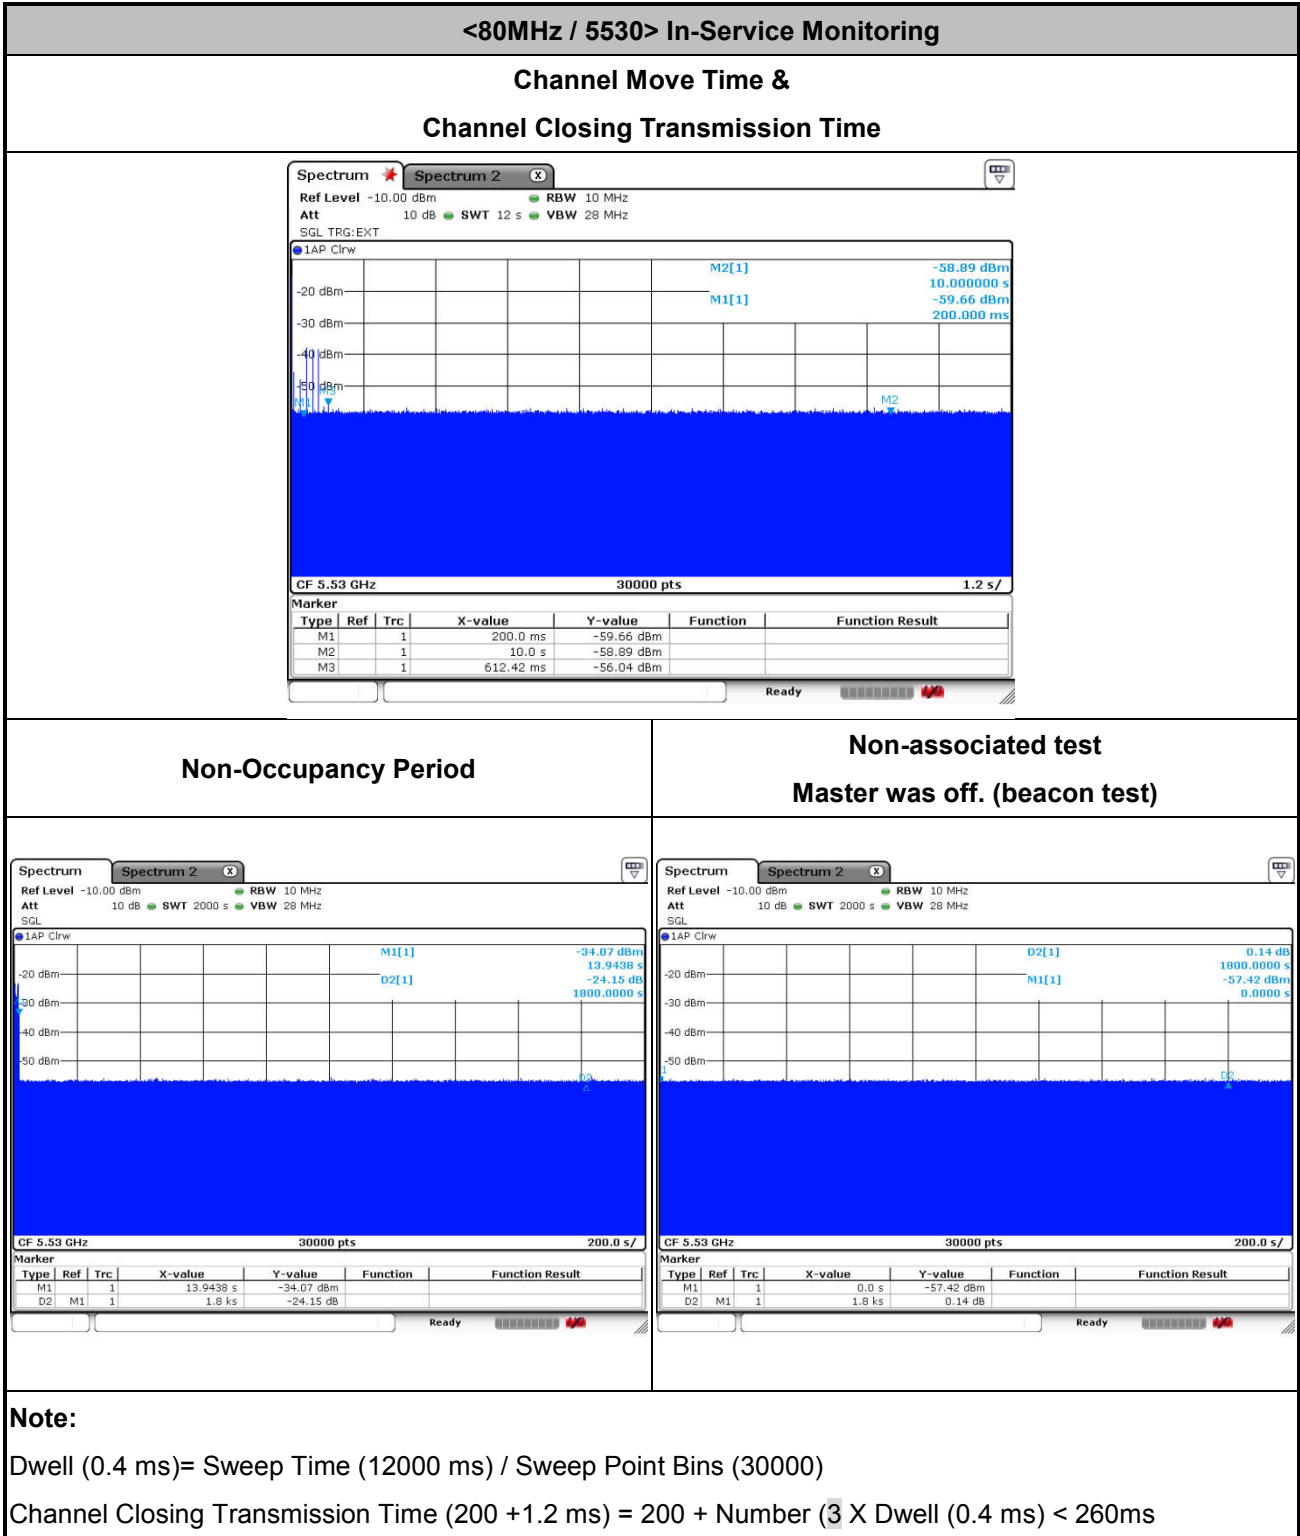 <80MHz / 5530> In-Service Monitoring
Channel Move Time &
Channel Closing Transmission Time
Spectrum Spectrum 2 X
Ref Level -10.00 dBm RBW 10 MHz
Att 10 dB SWT 12 s VBW 28 MHz
SGL TRG:EXT
1AP Clrw
M2[1] -58.89 dBm
10.000000 s
-20 dBm
M1[1] -59.66 dBm
200.000 ms
-30 dBm
-40 dBm
-50 dBm
M1 M3 M2
CF 5.53 GHz 30000 pts 1.2 s/
Marker
Type Ref Trc X-value Y-value Function Function Result
M1 1 200.0 ms -59.66 dBm
M2 1 10.0 s -58.89 dBm
M3 1 612.42 ms -56.04 dBm
Ready
Non-Occupancy Period
Non-associated test
Master was off. (beacon test)
Spectrum Spectrum 2 X
Ref Level -10.00 dBm RBW 10 MHz
Att 10 dB SWT 2000 s VBW 28 MHz
SGL
1AP Clrw
M1[1] -34.07 dBm
13.9438 s
-20 dBm
D2[1] -24.15 dB
1800.0000 s
-30 dBm
-40 dBm
-50 dBm
D2
CF 5.53 GHz 30000 pts 200.0 s/
Marker
Type Ref Trc X-value Y-value Function Function Result
M1 1 13.9438 s -34.07 dBm
D2 M1 1 1.8 ks -24.15 dB
Ready
Spectrum Spectrum 2 X
Ref Level -10.00 dBm RBW 10 MHz
Att 10 dB SWT 2000 s VBW 28 MHz
SGL
1AP Clrw
D2[1] 0.14 dB
1800.0000 s
-20 dBm
M1[1] -57.42 dBm
0.0000 s
-30 dBm
-40 dBm
-50 dBm
1 D2
CF 5.53 GHz 30000 pts 200.0 s/
Marker
Type Ref Trc X-value Y-value Function Function Result
M1 1 0.0 s -57.42 dBm
D2 M1 1 1.8 ks 0.14 dB
Ready
Note:
Dwell (0.4 ms)= Sweep Time (12000 ms) / Sweep Point Bins (30000)
Channel Closing Transmission Time (200 +1.2 ms) = 200 + Number (3 X Dwell (0.4 ms) < 260ms